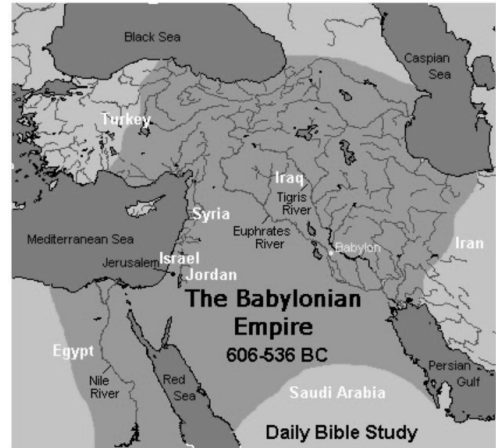 Black Sea
Caspian
Sea
Turkey
Iraq
Tigris
River
Syria
Euphrates
River
Mediterranean Sea
Babylon
Iran
Jerusalem
Israel
Jordan
The Babylonian
Empire
606-536 BC
Egypt
Nile
River
Red
Sea
Persian
Gulf
Saudi Arabia
Daily Bible Study